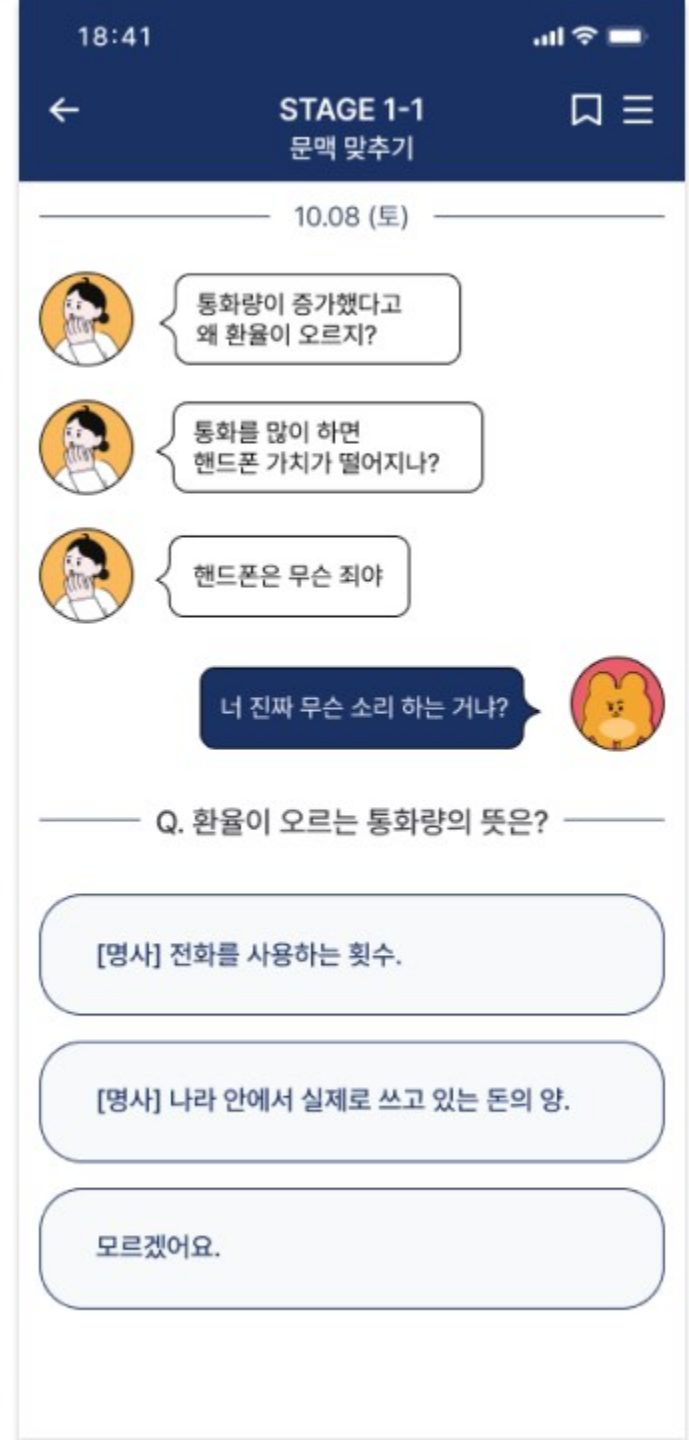 18:41
STAGE 1-1
문맥 맞추기
10.08 (토)
통화량이 증가했다고
왜 환율이 오르지?
통화를 많이 하면
핸드폰 가치가 떨어지나?
핸드폰은 무슨 죄야
너 진짜 무슨 소리 하는 거냐?
Q. 환율이 오르는 통화량의 뜻은?
[명사] 전화를 사용하는 횟수.
[명사] 나라 안에서 실제로 쓰고 있는 돈의 양.
모르겠어요.